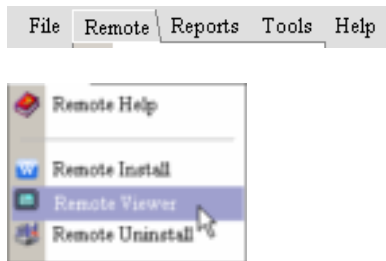 File Remote Reports Tools Help
Remote Help
Remote Install
Remote Viewer
Remote Uninstall